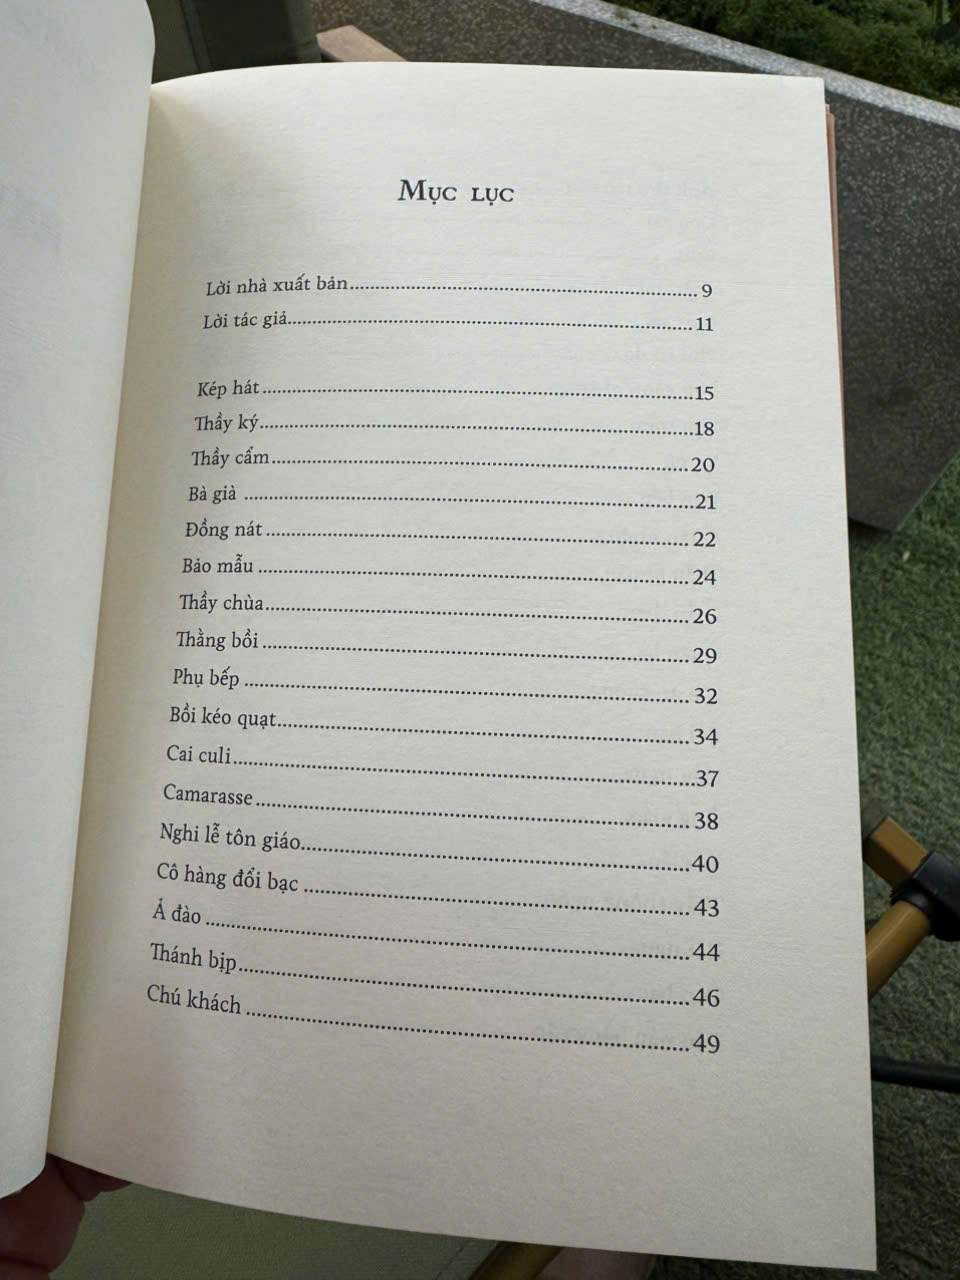 Mục lục
Lời nhà xuất bản........9
Lời tác giả........11
Kép hát........15
Thầy ký........18
Thầy cẩm........20
Bà già ........21
Đồng nát........22
Bảo mẫu........24
Thầy chùa........26
Thằng bồi........29
Phụ bếp........32
Bồi kéo quạt........34
Cai culi........37
Camarasse........38
Nghi lễ tôn giáo........40
Cô hàng đổi bạc........43
Ả đào........44
Thánh bịp........46
Chú khách........49